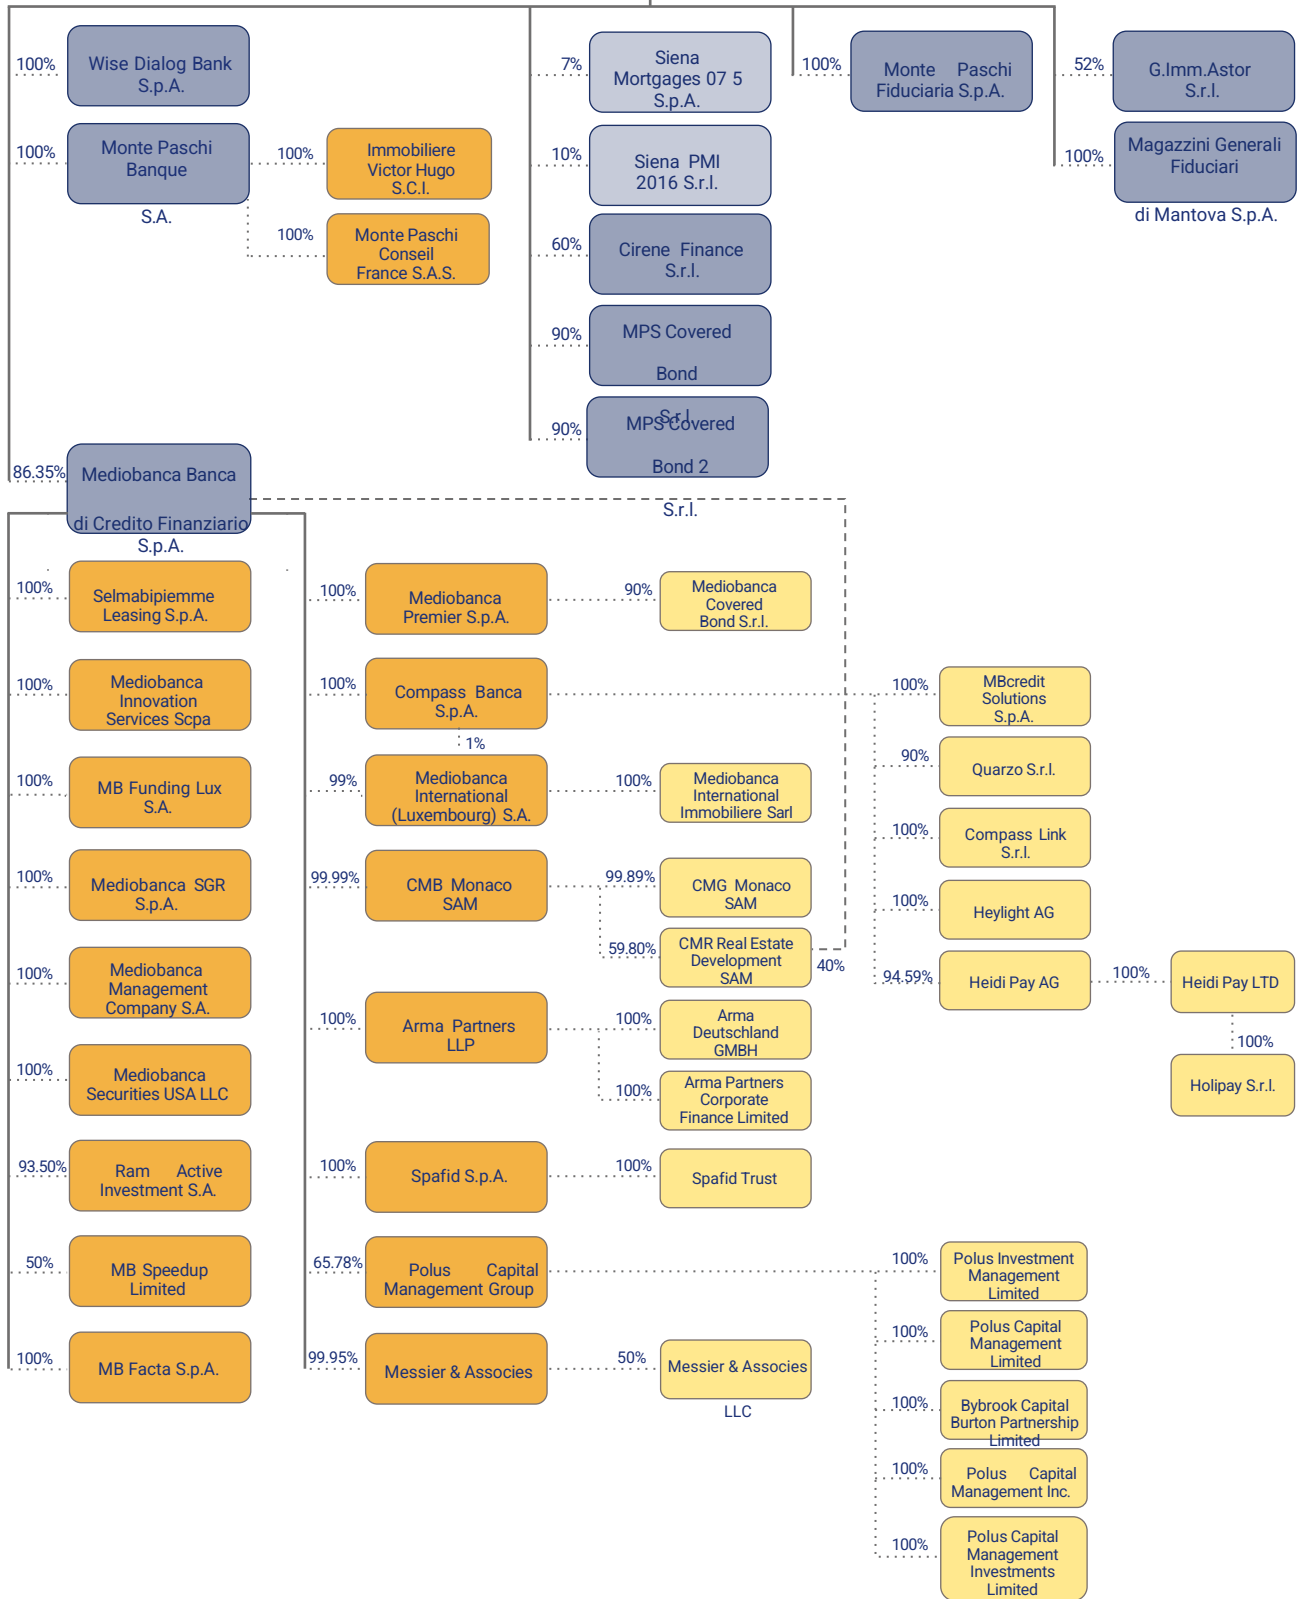 100%
Wise Dialog Bank
S.p.A.
100%
Monte Paschi
Banque
S.A.
100%
Immobiliere
Victor Hugo
S.C.I.
100%
Monte Paschi
Conseil
France S.A.S.
7%
Siena
Mortgages 07 5
S.p.A.
10%
Siena PMI
2016 S.r.l.
60%
Cirene Finance
S.r.l.
90%
MPS Covered
Bond
S.r.l.
90%
MPS Covered
Bond 2
S.r.l.
100%
Monte Paschi
Fiduciaria S.p.A.
52%
G.Imm.Astor
S.r.l.
100%
Magazzini Generali
Fiduciari
di Mantova S.p.A.
86.35%
Mediobanca Banca
di Credito Finanziario
S.p.A.
100%
Selmabipiemme
Leasing S.p.A.
100%
Mediobanca
Innovation
Services Scpa
100%
MB Funding Lux
S.A.
100%
Mediobanca SGR
S.p.A.
100%
Mediobanca
Management
Company S.A.
100%
Mediobanca
Securities USA LLC
93.50%
Ram Active
Investment S.A.
50%
MB Speedup
Limited
100%
MB Facta S.p.A.
100%
Mediobanca
Premier S.p.A.
90%
Mediobanca
Covered
Bond S.r.l.
100%
Compass Banca
S.p.A.
1%
99%
Mediobanca
International
(Luxembourg) S.A.
100%
Mediobanca
International
Immobiliere Sarl
99.99%
CMB Monaco
SAM
99.89%
CMG Monaco
SAM
59.80%
CMR Real Estate
Development
SAM
40%
100%
Arma Partners
LLP
100%
Arma
Deutschland
GMBH
100%
Arma Partners
Corporate
Finance Limited
100%
Spafid S.p.A.
100%
Spafid Trust
65.78%
Polus Capital
Management Group
99.95%
Messier & Associes
50%
Messier & Associes
LLC
100%
MBcredit
Solutions
S.p.A.
90%
Quarzo S.r.l.
100%
Compass Link
S.r.l.
100%
Heylight AG
94.59%
Heidi Pay AG
100%
Heidi Pay LTD
100%
Holipay S.r.l.
100%
Polus Investment
Management
Limited
100%
Polus Capital
Management
Limited
100%
Bybrook Capital
Burton Partnership
Limited
100%
Polus Capital
Management Inc.
100%
Polus Capital
Management
Investments
Limited